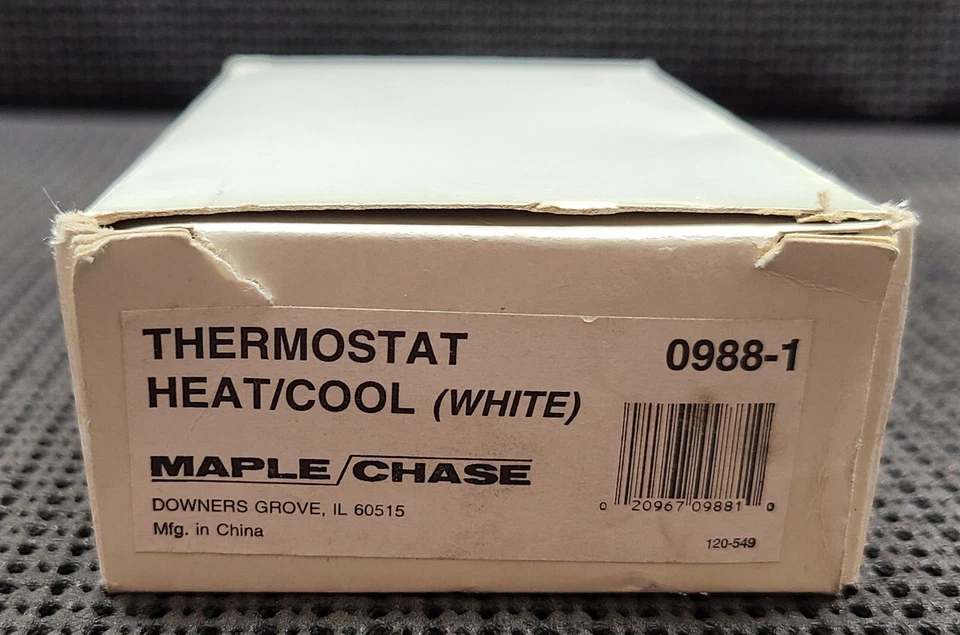 THERMOSTAT
0988-1
HEAT/COOL (WHITE)
MAPLE/CHASE
DOWNERS GROVE, IL 60515
Mfg. in China
0 20967 09881 0
120-549